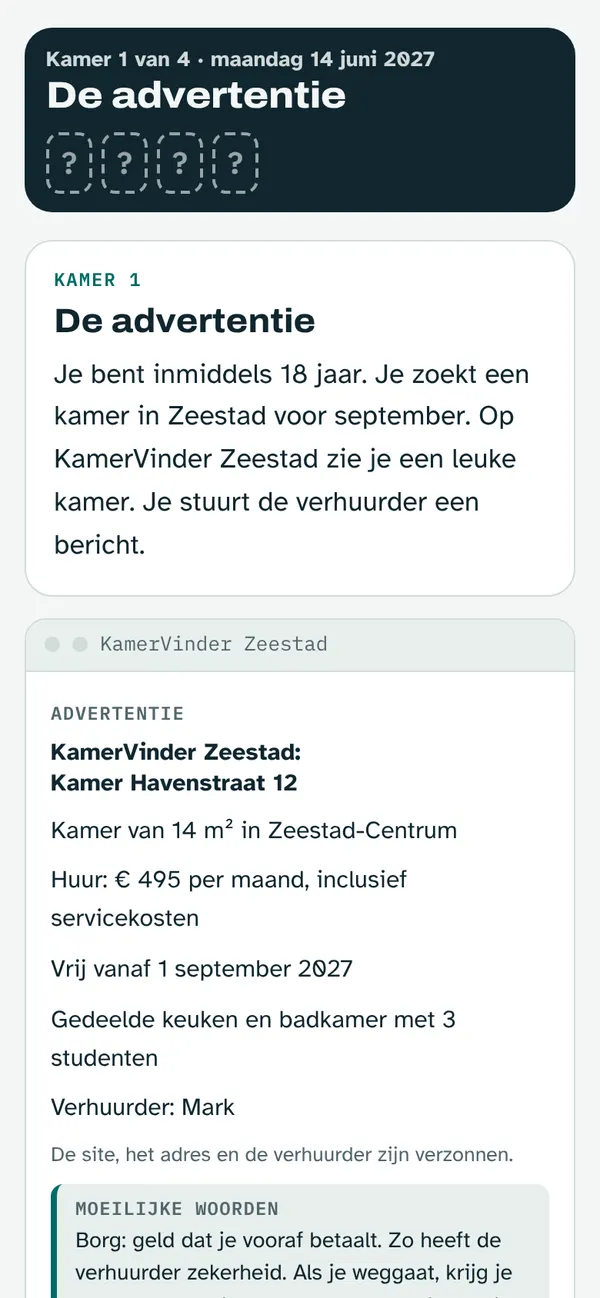 Kamer 1 van 4 · maandag 14 juni 2027
De advertentie
? ? ? ?
KAMER 1
De advertentie
Je bent inmiddels 18 jaar. Je zoekt een
kamer in Zeestad voor september. Op
KamerVinder Zeestad zie je een leuke
kamer. Je stuurt de verhuurder een
bericht.
KamerVinder Zeestad
ADVERTENTIE
KamerVinder Zeestad:
Kamer Havenstraat 12
Kamer van 14 m² in Zeestad-Centrum
Huur: € 495 per maand, inclusief
servicekosten
Vrij vanaf 1 september 2027
Gedeelde keuken en badkamer met 3
studenten
Verhuurder: Mark
De site, het adres en de verhuurder zijn verzonnen.
MOEILIJKE WOORDEN
Borg: geld dat je vooraf betaalt. Zo heeft de
verhuurder zekerheid. Als je weggaat, krijg je